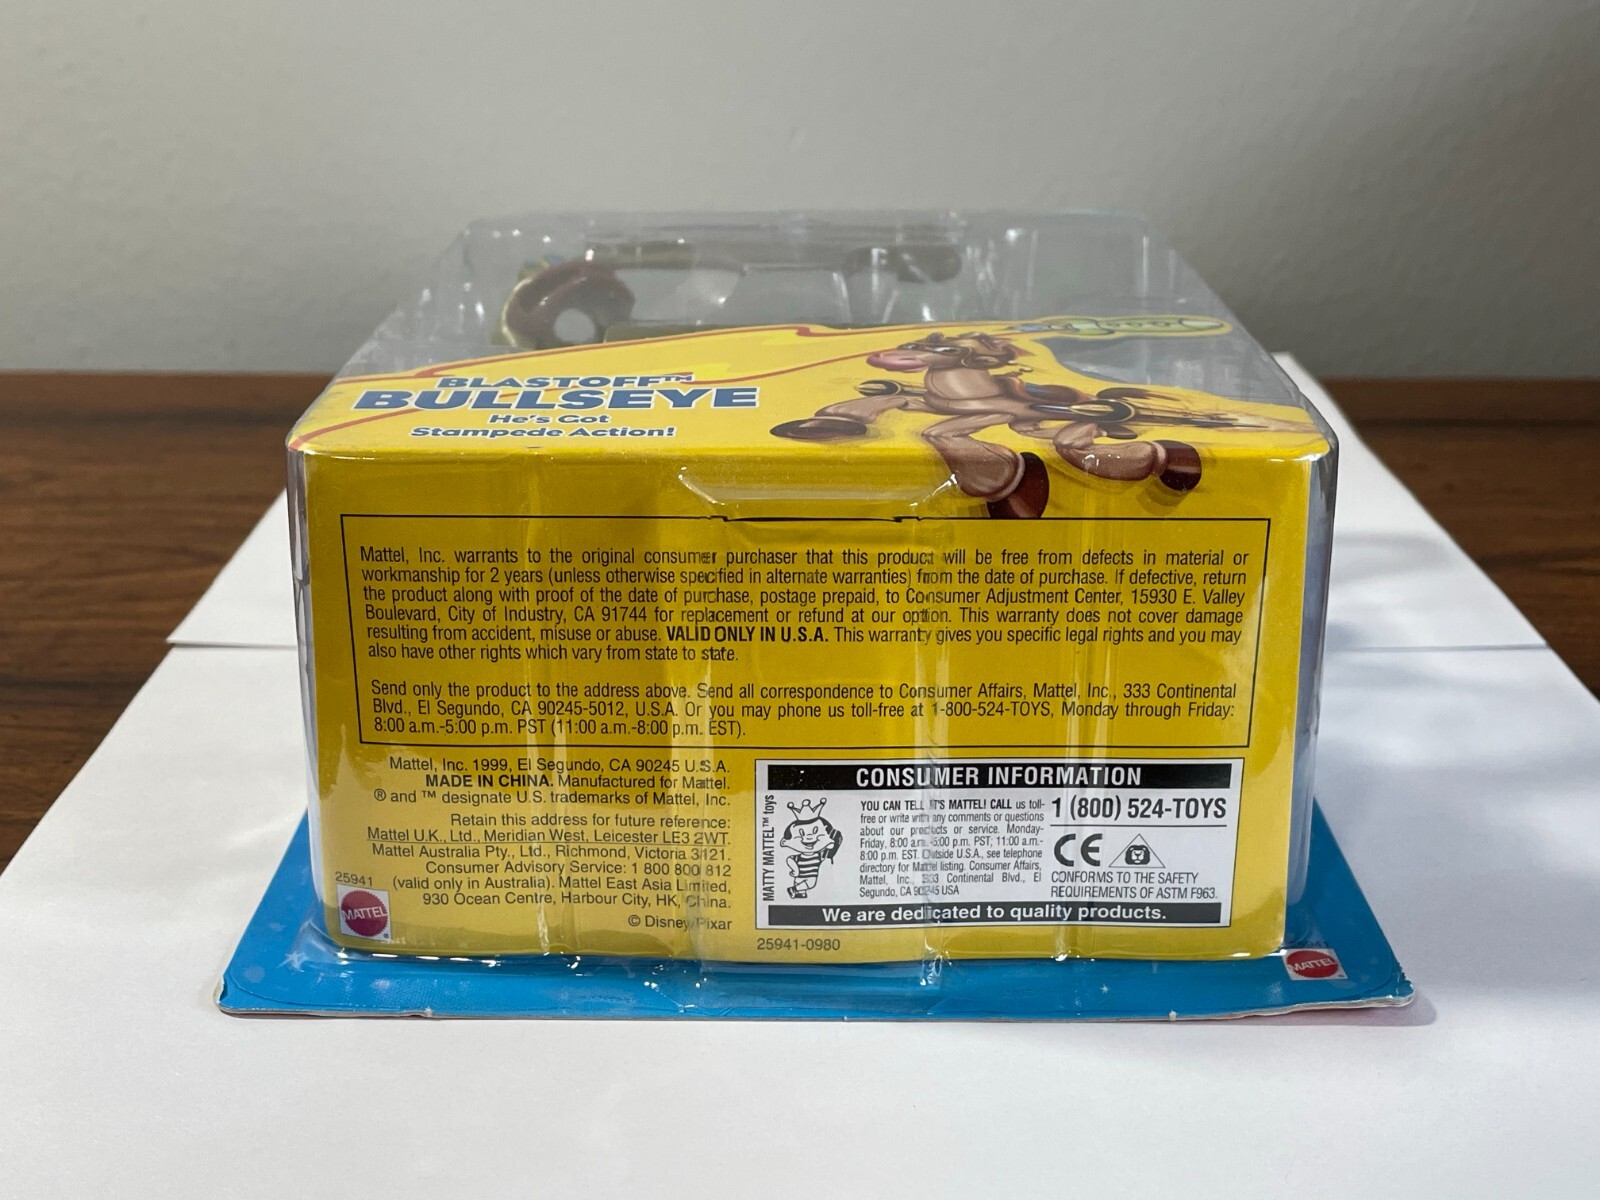 BLASTOFF™
BULLSEYE
He's Got
Stampede Action!
Mattel, Inc. warrants to the original consumer purchaser that this product will be free from defects in material or
workmanship for 2 years (unless otherwise specified in alternate warranties) from the date of purchase. If defective, return
the product along with proof of the date of purchase, postage prepaid, to Consumer Adjustment Center, 15930 E. Valley
Boulevard, City of Industry, CA 91744 for replacement or refund at our option. This warranty does not cover damage
resulting from accident, misuse or abuse. VALID ONLY IN U.S.A. This warranty gives you specific legal rights and you may
also have other rights which vary from state to state.
Send only the product to the address above. Send all correspondence to Consumer Affairs, Mattel, Inc., 333 Continental
Blvd., El Segundo, CA 90245-5012, U.S.A. Or you may phone us toll-free at 1-800-524-TOYS, Monday through Friday:
8:00 a.m.-5:00 p.m. PST (11:00 a.m.-8:00 p.m. EST).
Mattel, Inc. 1999, El Segundo, CA 90245 U.S.A.
MADE IN CHINA. Manufactured for Mattel.
® and ™ designate U.S. trademarks of Mattel, Inc.
Retain this address for future reference:
Mattel U.K., Ltd., Meridian West, Leicester LE3 2WT.
Mattel Australia Pty., Ltd., Richmond, Victoria 3121.
Consumer Advisory Service: 1 800 800 812
(valid only in Australia). Mattel East Asia Limited,
930 Ocean Centre, Harbour City, HK, China.
© Disney/Pixar
25941
MATTEL
®
CONSUMER INFORMATION
MATTY MATTEL™ toys
YOU CAN TELL IT'S MATTEL! CALL us toll-
free or write with any comments or questions
about our products or service. Monday-
Friday, 8:00 a.m.-5:00 p.m. PST; 11:00 a.m.-
8:00 p.m. EST. Outside U.S.A., see telephone
directory for Mattel listing. Consumer Affairs,
Mattel, Inc., 333 Continental Blvd., El
Segundo, CA 90245 USA
1 (800) 524-TOYS
CE
CONFORMS TO THE SAFETY
REQUIREMENTS OF ASTM F963.
We are dedicated to quality products.
25941-0980
MATTEL